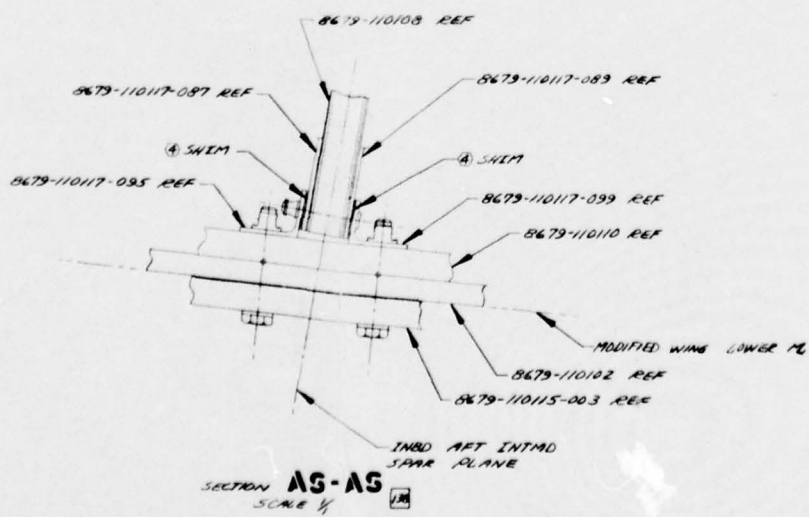 8679-110108 REF
8679-110117-087 REF
8679-110117-089 REF
④ SHIM
④ SHIM
8679-110117-095 REF
8679-110117-099 REF
8679-110110 REF
MODIFIED WING LOWER ML
8679-110102 REF
8679-110115-003 REF
INBD AFT INTMD
SPAR PLANE
SECTION AS-AS
SCALE 1/1